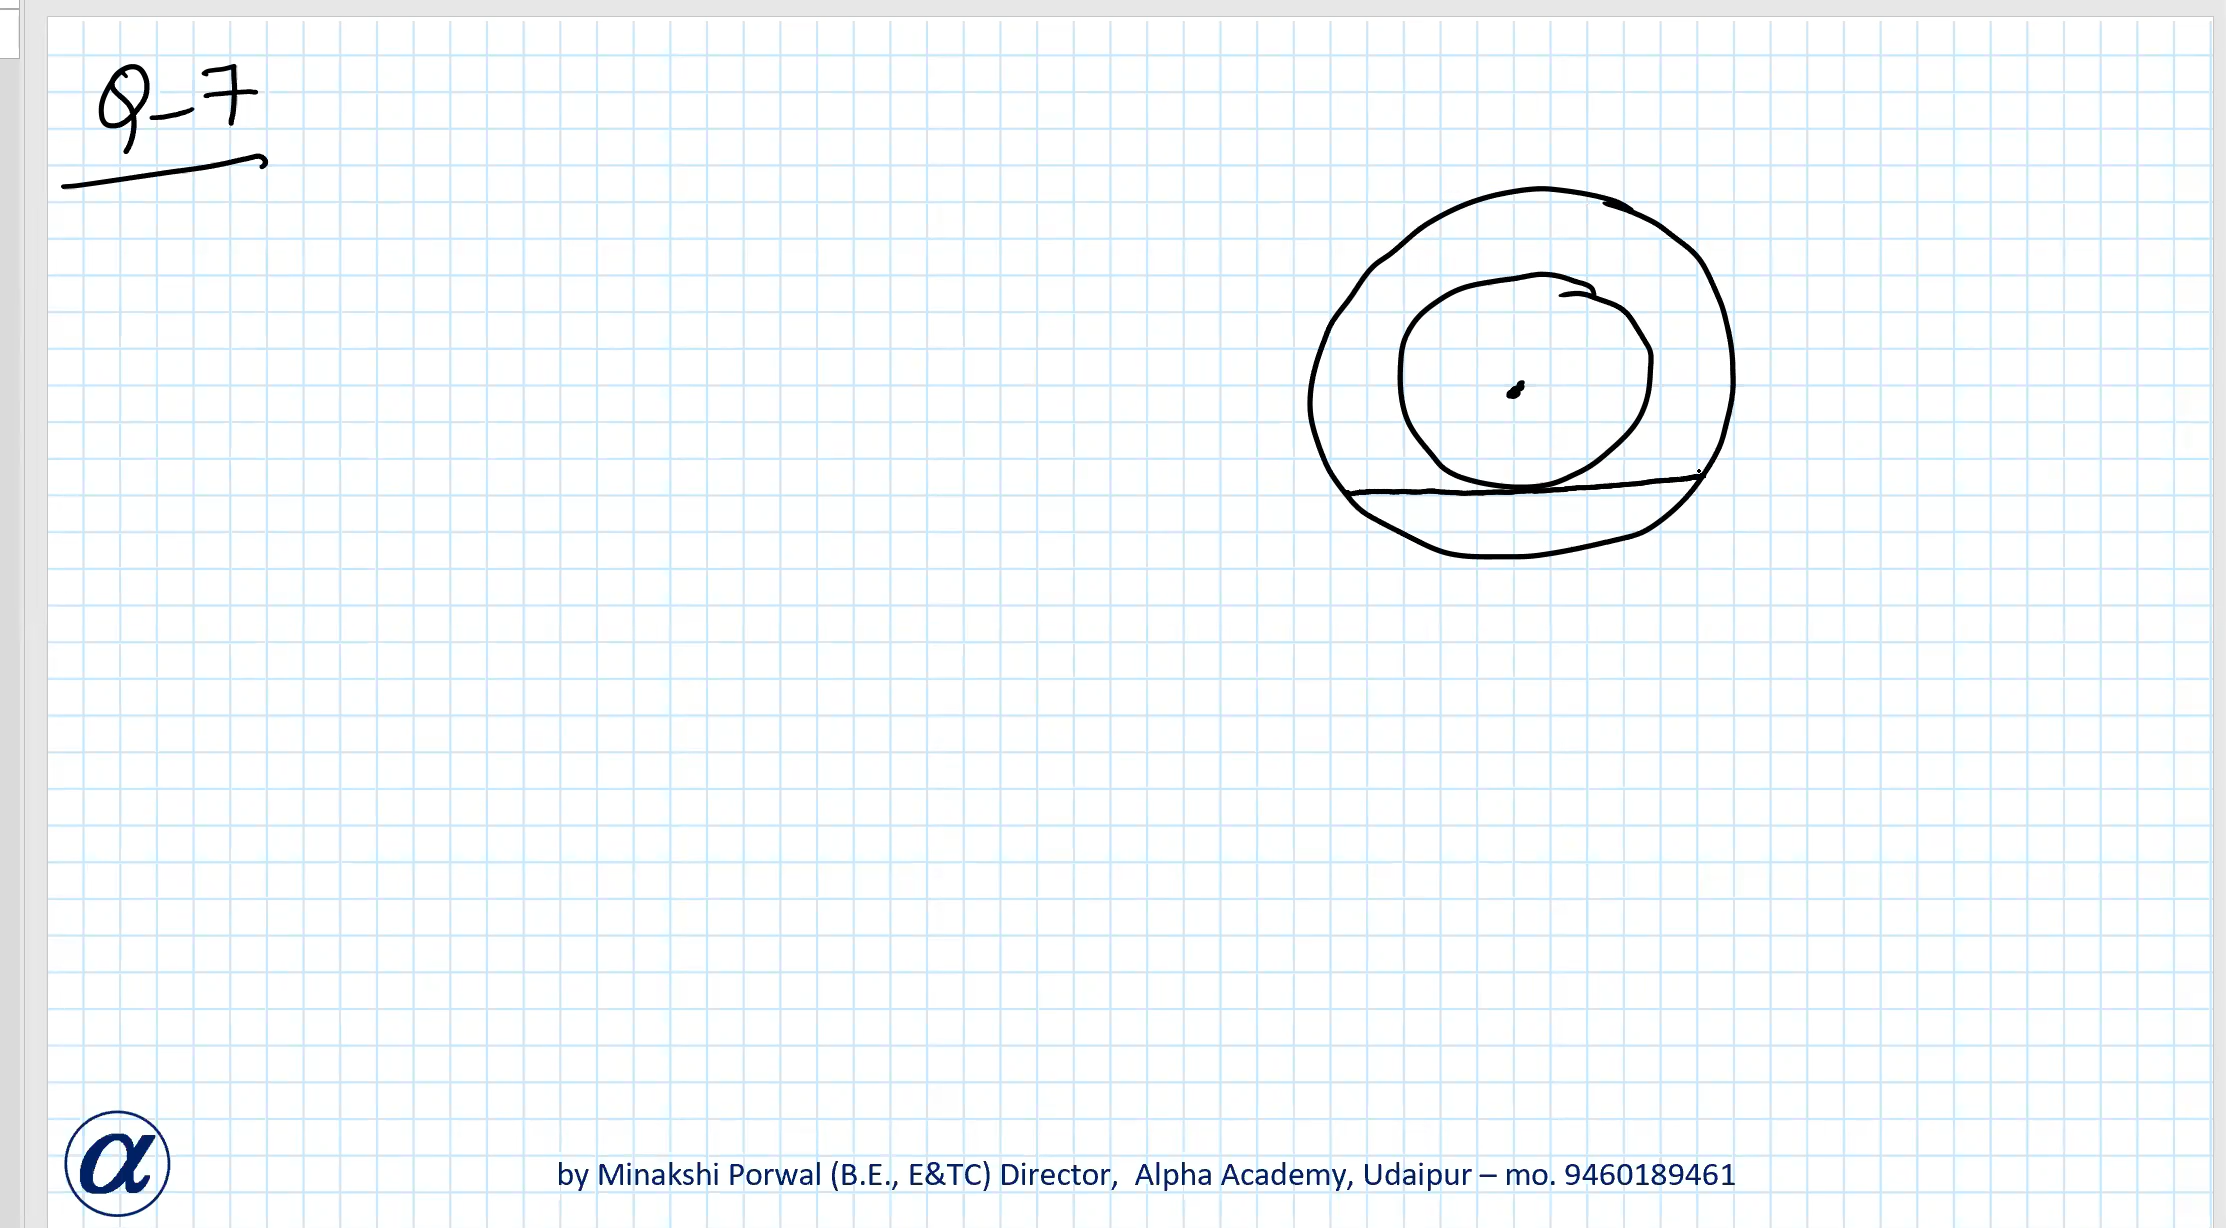 Q-7
α
by Minakshi Porwal (B.E., E&TC) Director, Alpha Academy, Udaipur – mo. 9460189461